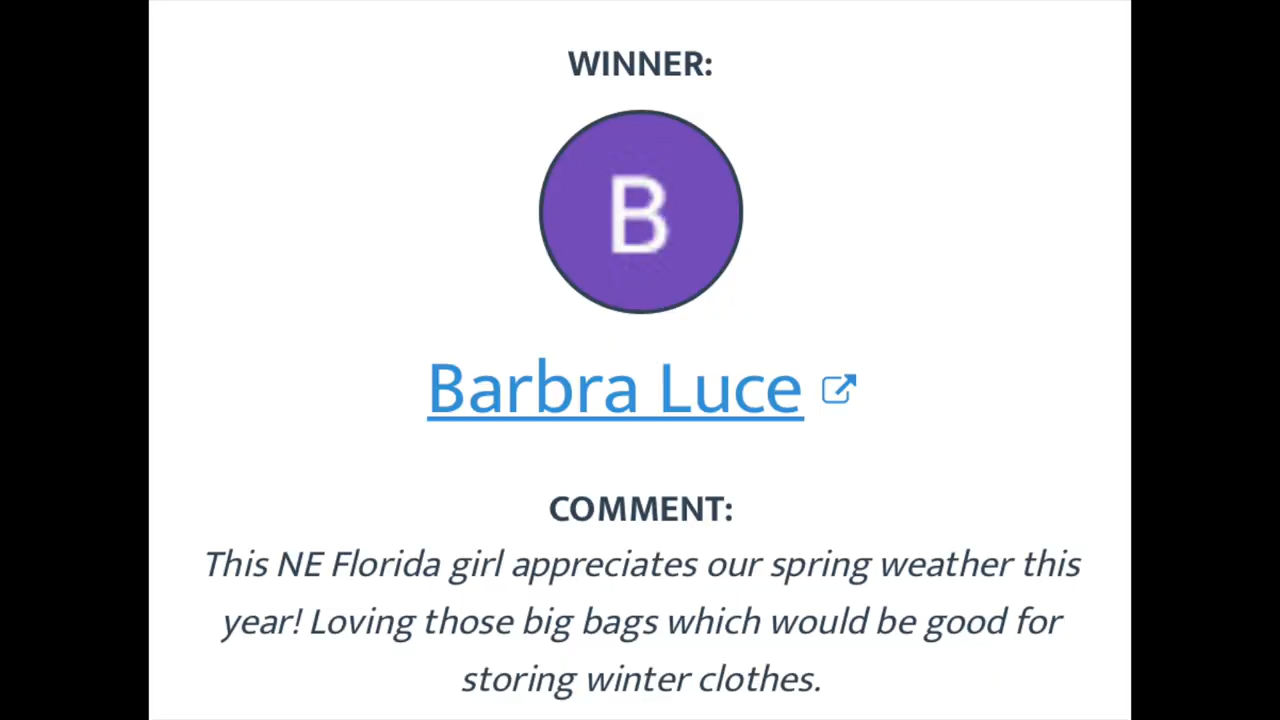 WINNER:
B
Barbra Luce
COMMENT:
This NE Florida girl appreciates our spring weather this
year! Loving those big bags which would be good for
storing winter clothes.